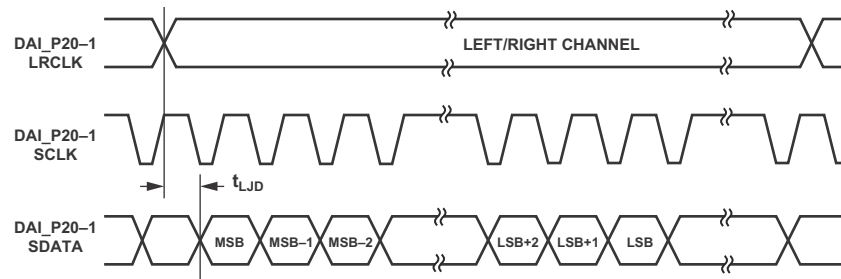 DAI_P20–1
LRCLK
LEFT/RIGHT CHANNEL
DAI_P20–1
SCLK
tLJD
DAI_P20–1
SDATA
MSB
MSB–1
MSB–2
LSB+2
LSB+1
LSB